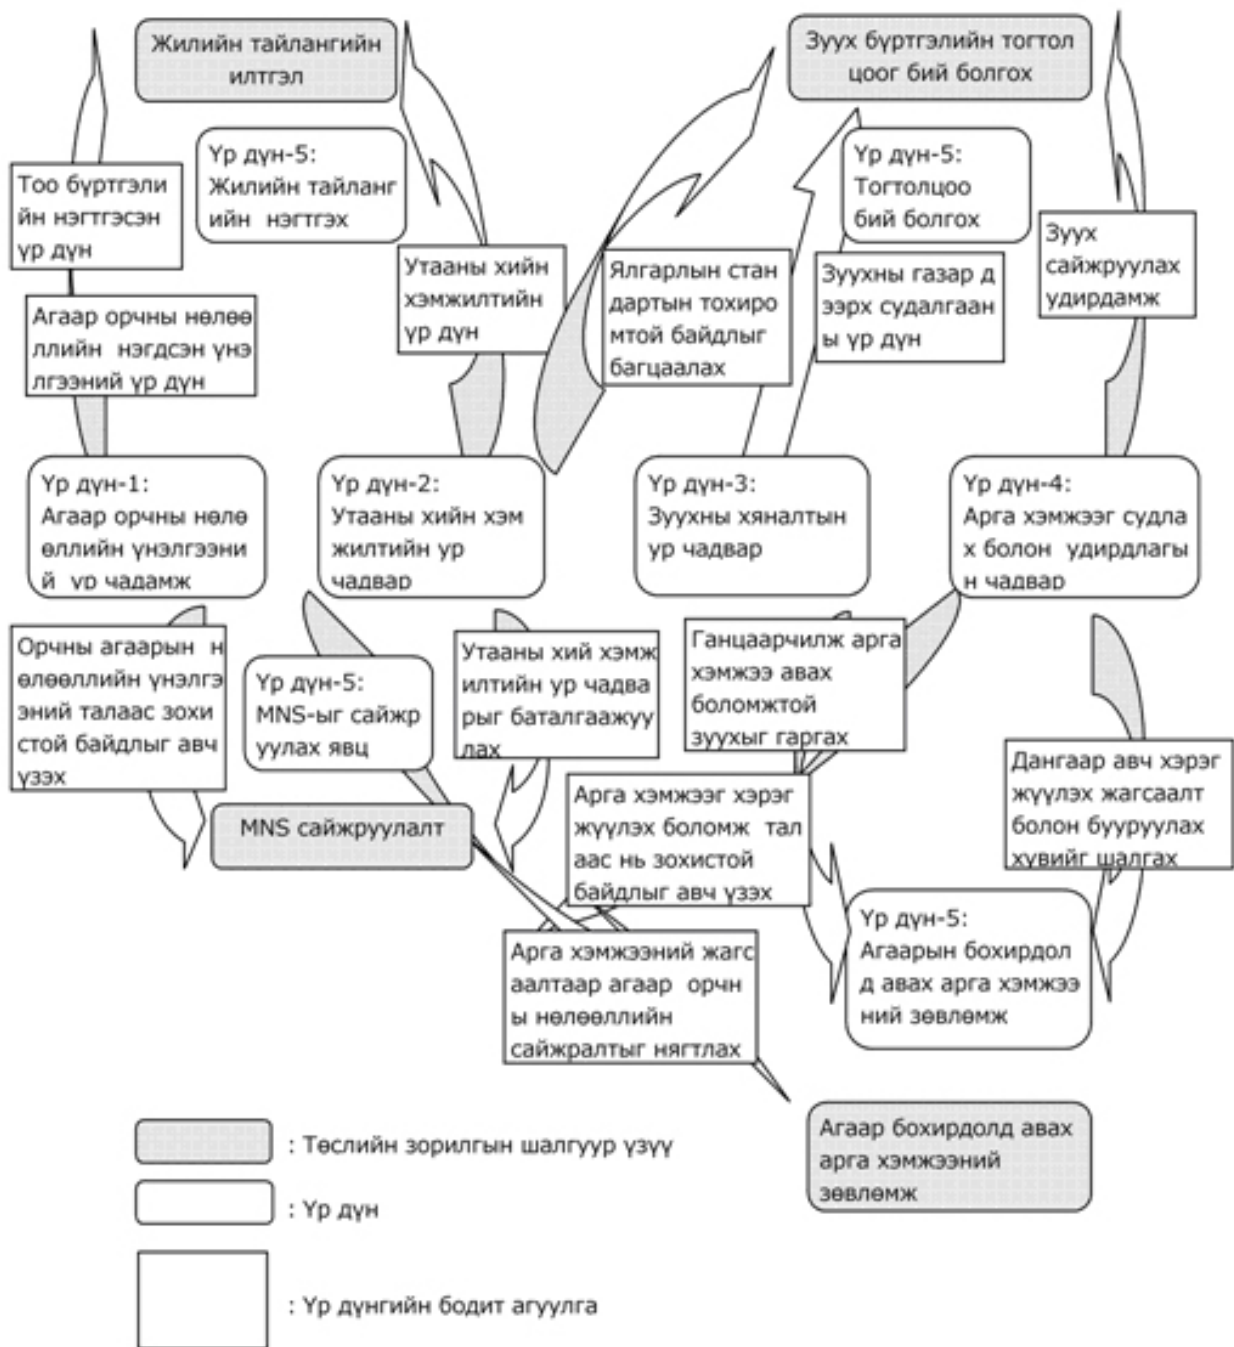 Жилийн тайлангийн
илтгэл
Зуух бүртгэлийн тогтол
цоог бий болгох
Үр дүн-5:
Жилийн тайланг
ийн нэгтгэх
Үр дүн-5:
Тогтолцоо
бий болгох
Тоо бүртгэли
йн нэгтгэсэн
үр дүн
Зуух
сайжруулах
удирдамж
Утааны хийн
хэмжилтийн
үр дүн
Ялгарлын стан
дартын тохиро
мтой байдлыг
багцаалах
Зуухны газар д
ээрх судалгаан
ы үр дүн
Агаар орчны нөлөө
ллийн нэгдсэн үнэ
лгээний үр дүн
Үр дүн-1:
Агаар орчны нөлө
өллийн үнэлгээни
й ур чадамж
Үр дүн-2:
Утааны хийн хэм
жилтийн ур
чадвар
Үр дүн-3:
Зуухны хяналтын
ур чадвар
Үр дүн-4:
Арга хэмжээг судла
х болон удирдлагы
н чадвар
Орчны агаарын н
өлөөллийн үнэлгэ
эний талаас зохи
стой байдлыг авч
үзэх
Үр дүн-5:
MNS-ыг сайжр
уулах явц
Утааны хий хэмж
илтийн ур чадва
рыг баталгаажуу
лах
Ганцаарчилж арга
хэмжээ авах
боломжтой
зуухыг гаргах
Дангаар авч хэрэг
жүүлэх жагсаалт
болон бууруулах
хувийг шалгах
MNS сайжруулалт
Арга хэмжээг хэрэг
жүүлэх боломж тал
аас нь зохистой
байдлыг авч үзэх
Үр дүн-5:
Агаарын бохирдол
д авах арга хэмжээ
ний зөвлөмж
Арга хэмжээний жагс
аалтаар агаар орчн
ы нөлөөллийн
сайжралтыг нягтлах
Агаар бохирдолд авах
арга хэмжээний
зөвлөмж
: Төслийн зорилгын шалгуур үзүү
: Үр дүн
: Үр дүнгийн бодит агуулга